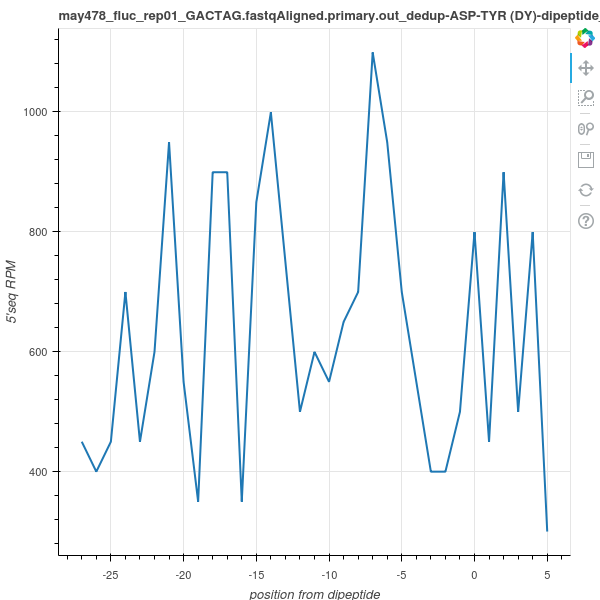 may478_fluc_rep01_GACTAG.fastqAligned.primary.out_dedup-ASP-TYR (DY)-dipeptide_
1000
800
600
400
5'seq RPM
-25 -20 -15 -10 -5 0 5
position from dipeptide